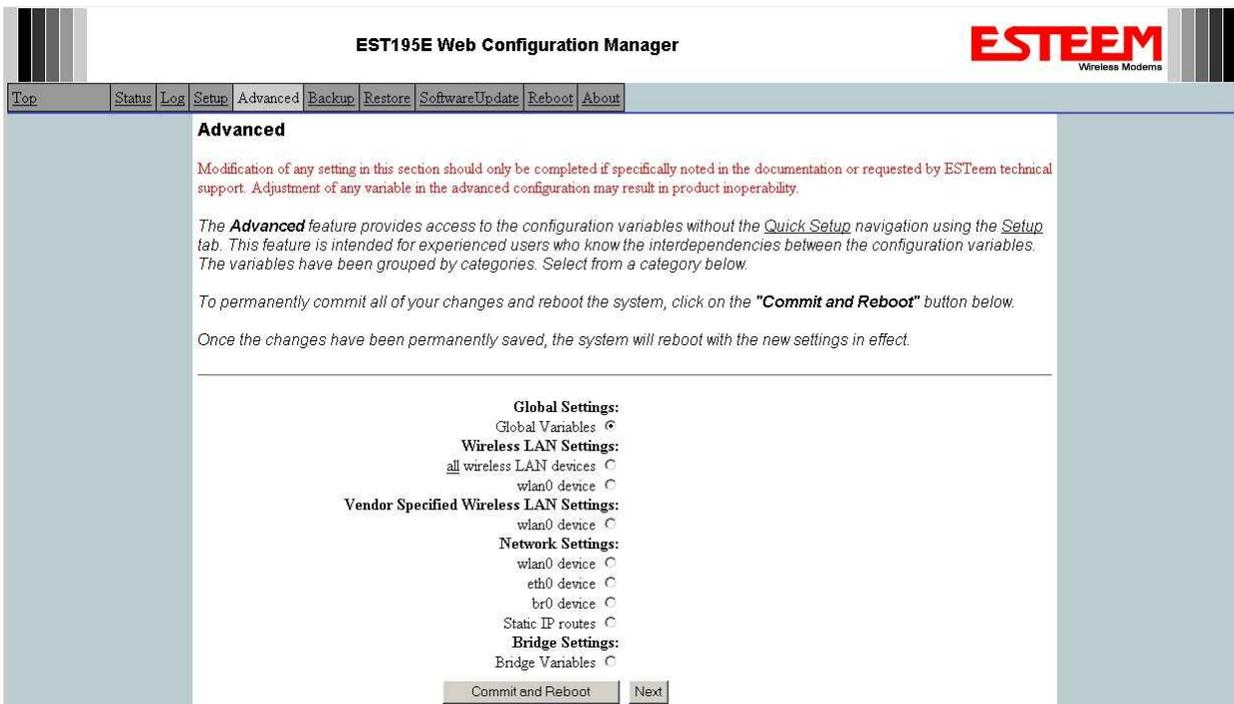 EST195E Web Configuration Manager
ESTEEM
Wireless Modems
Top Status Log Setup Advanced Backup Restore SoftwareUpdate Reboot About
Advanced
Modification of any setting in this section should only be completed if specifically noted in the documentation or requested by ESTeem technical
support. Adjustment of any variable in the advanced configuration may result in product inoperability.
The Advanced feature provides access to the configuration variables without the Quick Setup navigation using the Setup
tab. This feature is intended for experienced users who know the interdependencies between the configuration variables.
The variables have been grouped by categories. Select from a category below.
To permanently commit all of your changes and reboot the system, click on the "Commit and Reboot" button below.
Once the changes have been permanently saved, the system will reboot with the new settings in effect.
Global Settings:
Global Variables
Wireless LAN Settings:
all wireless LAN devices
wlan0 device
Vendor Specified Wireless LAN Settings:
wlan0 device
Network Settings:
wlan0 device
eth0 device
br0 device
Static IP routes
Bridge Settings:
Bridge Variables
Commit and Reboot Next